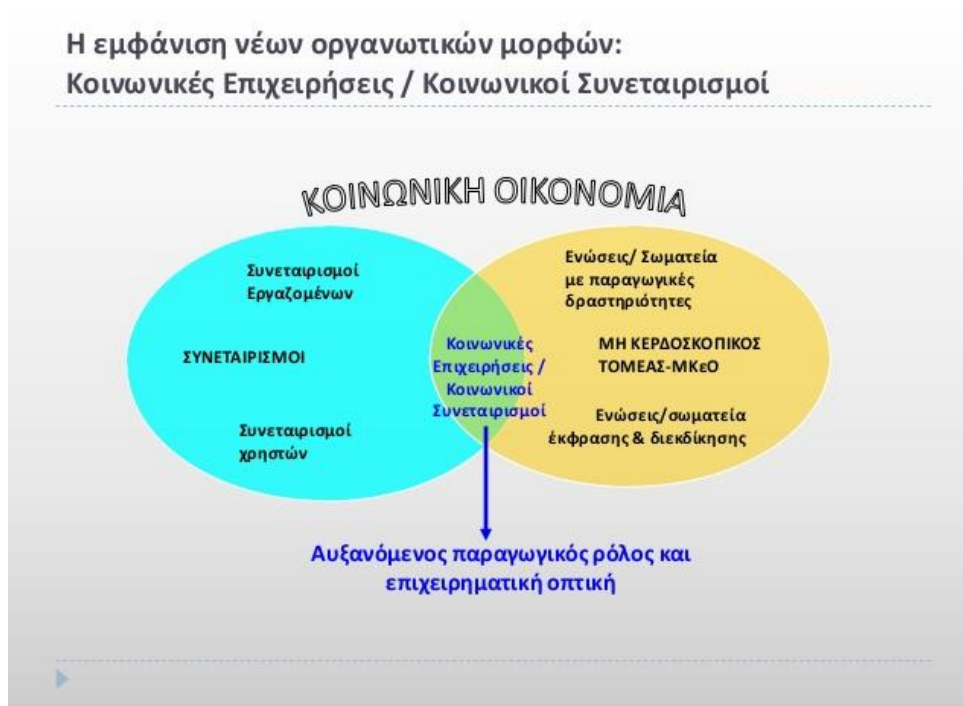 Η εμφάνιση νέων οργανωτικών μορφών:
Κοινωνικές Επιχειρήσεις / Κοινωνικοί Συνεταιρισμοί
ΚΟΙΝΩΝΙΚΗ ΟΙΚΟΝΟΜΙΑ
Συνεταιρισμοί
Εργαζομένων
ΣΥΝΕΤΑΙΡΙΣΜΟΙ
Συνεταιρισμοί
χρηστών
Κοινωνικές
Επιχειρήσεις /
Κοινωνικοί
Συνεταιρισμοί
Ενώσεις/ Σωματεία
με παραγωγικές
δραστηριότητες
ΜΗ ΚΕΡΔΟΣΚΟΠΙΚΟΣ
ΤΟΜΕΑΣ-ΜΚεΟ
Ενώσεις/σωματεία
έκφρασης & διεκδίκησης
Αυξανόμενος παραγωγικός ρόλος και
επιχειρηματική οπτική